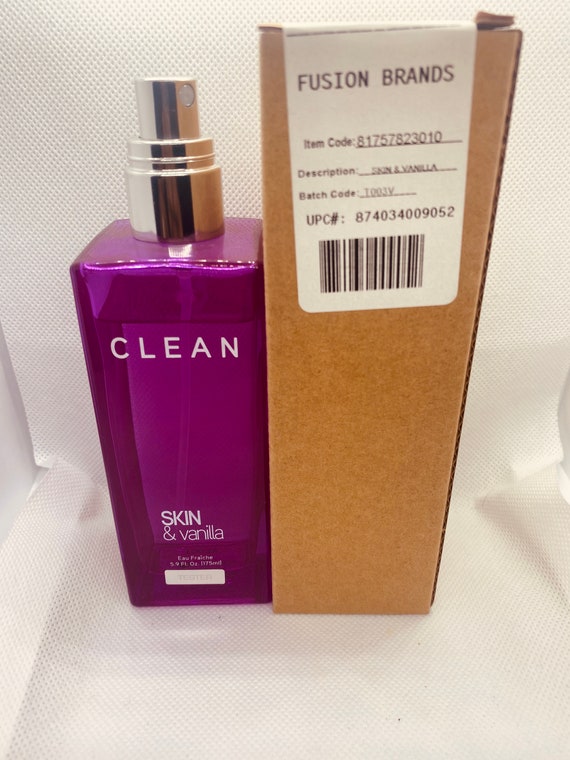 CLEAN
SKIN
& vanilla
Eau Fraîche
5.9 Fl. Oz. (175ml)
TESTER
FUSION BRANDS
Item Code: 81757823010
Description: SKIN & VANILLA
Batch Code: T003V
UPC#: 874034009052